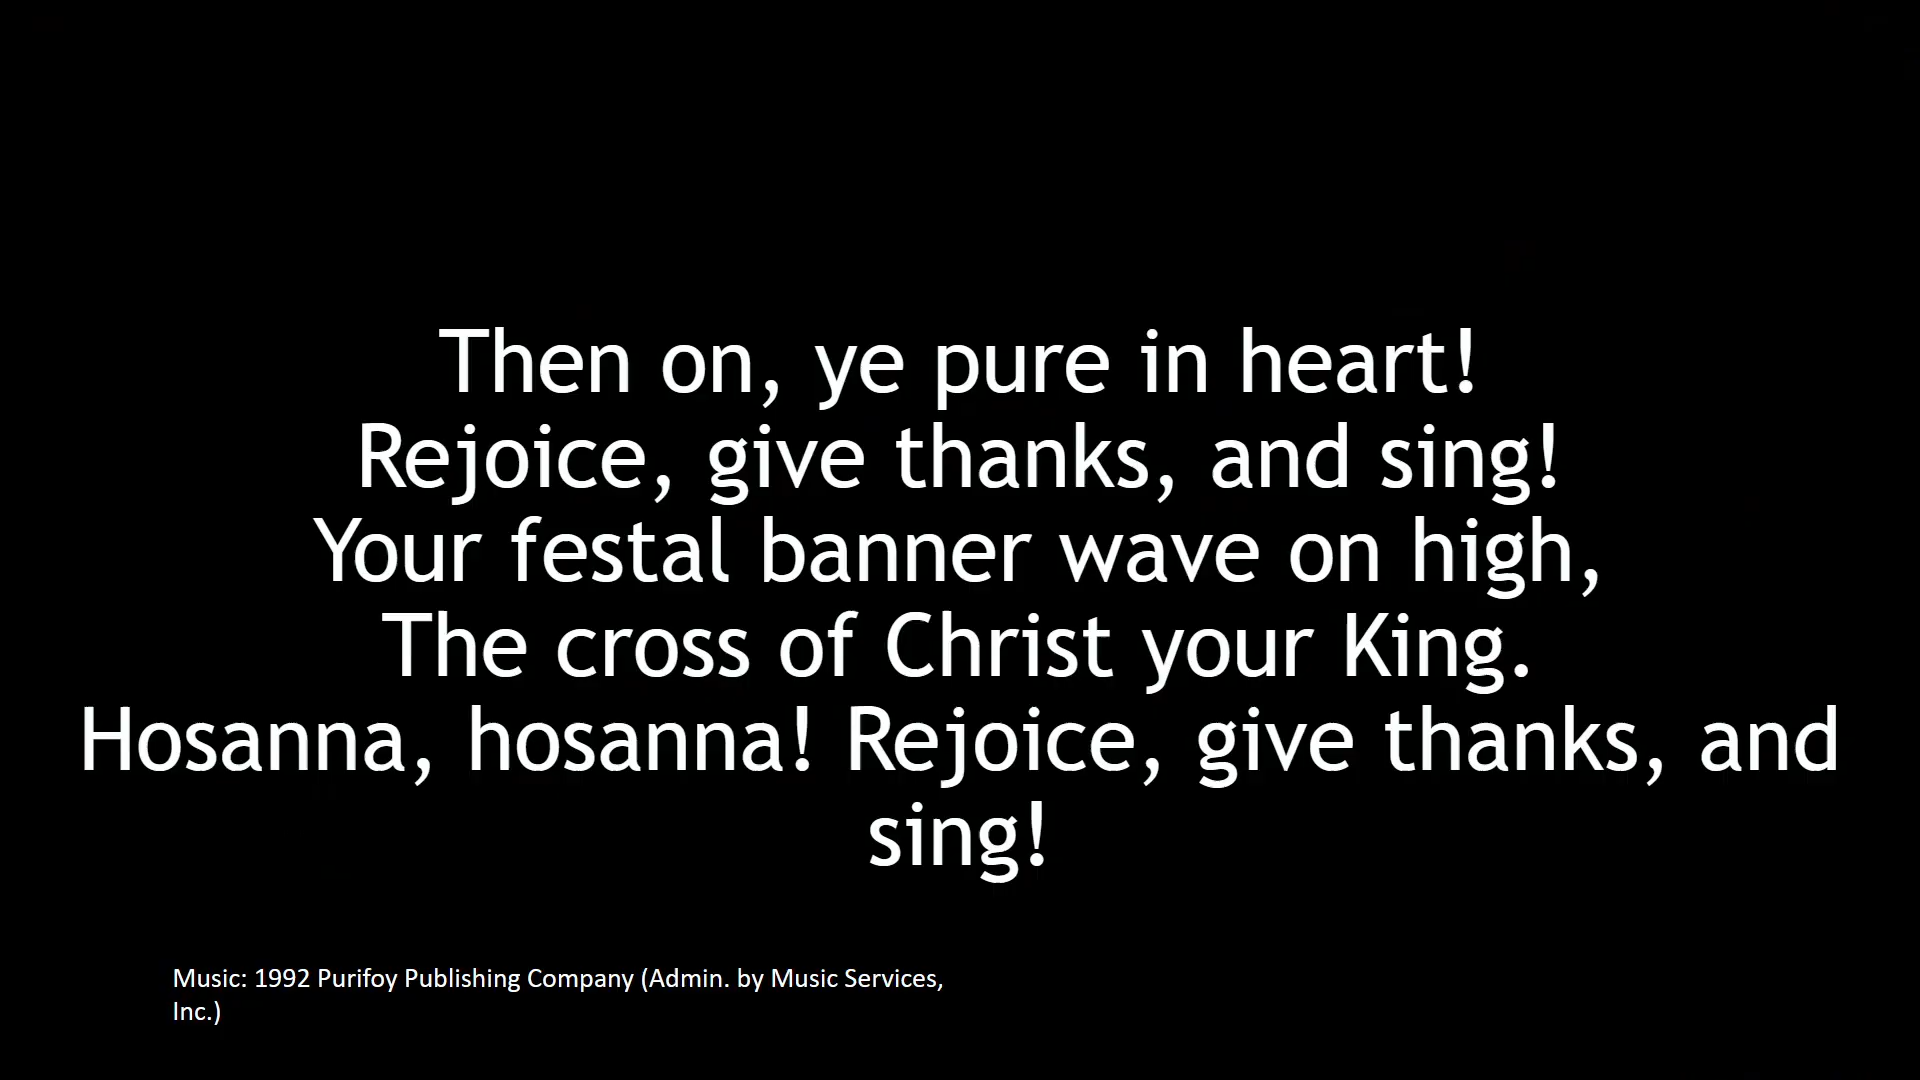 Then on, ye pure in heart!
Rejoice, give thanks, and sing!
Your festal banner wave on high,
The cross of Christ your King.
Hosanna, hosanna! Rejoice, give thanks, and
sing!
Music: 1992 Purifoy Publishing Company (Admin. by Music Services,
Inc.)